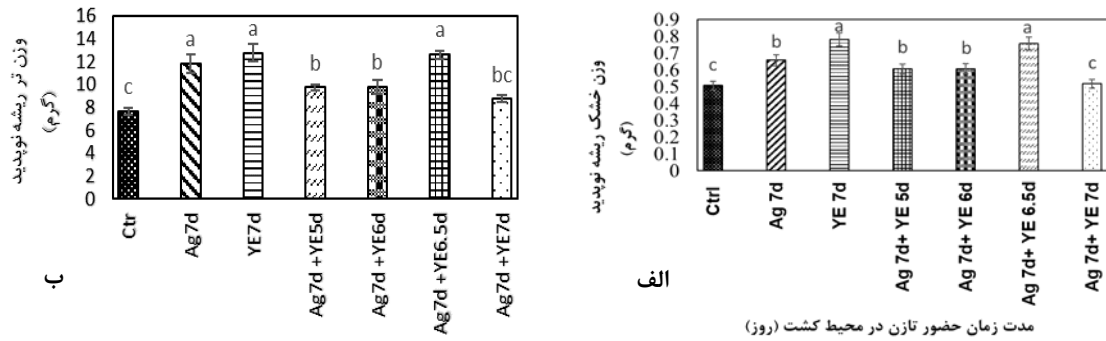 وزن تر ریشه نوپدید
(گرم)
16
14
12
10
8
6
4
2
0
c
a
a
b
b
a
bc
Ctr
Ag7d
YE7d
Ag7d +YE5d
Ag7d +YE6d
Ag7d +YE6.5d
Ag7d +YE7d
ب
وزن خشک ریشه نوپدید
(گرم)
0.9
0.8
0.7
0.6
0.5
0.4
0.3
0.2
0.1
0
c
b
a
b
b
a
c
Ctrl
Ag 7d
YE 7d
Ag 7d+ YE 5d
Ag 7d+ YE 6d
Ag 7d+ YE 6.5d
Ag 7d+ YE 7d
الف
مدت زمان حضور تازن در محیط کشت (روز)